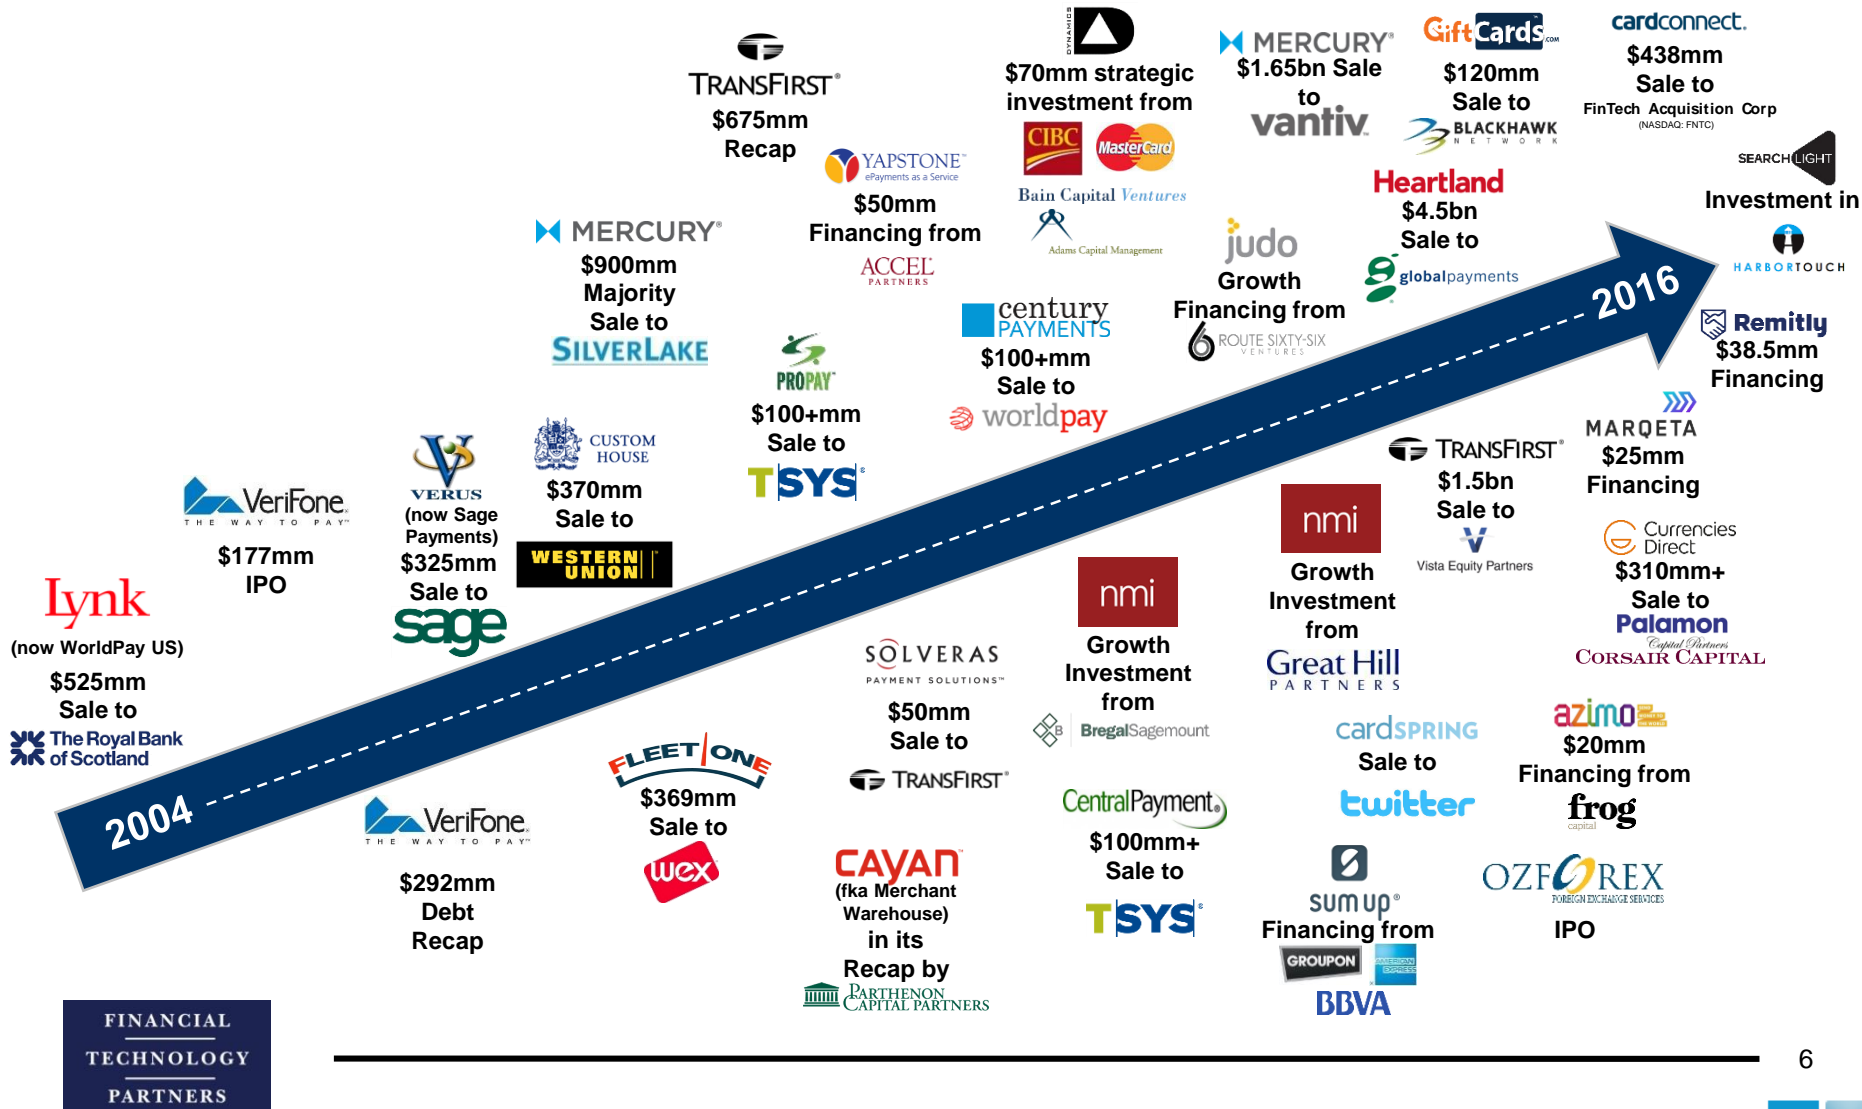 Lynk
(now WorldPay US)
$525mm
Sale to
The Royal Bank
of Scotland
VeriFone
THE WAY TO PAY™
$177mm
IPO
VERUS
(now Sage
Payments)
$325mm
Sale to
sage
MERCURY®
$900mm
Majority
Sale to
SILVERLAKE
CUSTOM
HOUSE
$370mm
Sale to
WESTERN
UNION
TRANSFIRST®
$675mm
Recap
YAPSTONE™
ePayments as a Service
$50mm
Financing from
ACCEL
PARTNERS
PROPAY™
$100+mm
Sale to
TSYS®
DYNAMICS
$70mm strategic
investment from
CIBC
MasterCard
Bain Capital Ventures
Adams Capital Management
century
PAYMENTS
$100+mm
Sale to
worldpay
MERCURY®
$1.65bn Sale
to
vantiv
judo
Growth
Financing from
6 ROUTE SIXTY-SIX
VENTURES
GiftCards.com
$120mm
Sale to
BLACKHAWK
NETWORK
Heartland
$4.5bn
Sale to
globalpayments
cardconnect.
$438mm
Sale to
FinTech Acquisition Corp
(NASDAQ: FNTC)
SEARCHLIGHT
Investment in
HARBORTOUCH
2004
2016
Remitly
$38.5mm
Financing
MARQETA
$25mm
Financing
TRANSFIRST®
$1.5bn
Sale to
Vista Equity Partners
Currencies
Direct
$310mm+
Sale to
Palamon
Capital Partners
CORSAIR CAPITAL
nmi
Growth
Investment
from
Great Hill
PARTNERS
nmi
Growth
Investment
from
BregalSagemount
SOLVERAS
PAYMENT SOLUTIONS™
$50mm
Sale to
TRANSFIRST®
VeriFone
THE WAY TO PAY™
$292mm
Debt
Recap
FLEET ONE
$369mm
Sale to
wex
CAYAN™
(fka Merchant
Warehouse)
in its
Recap by
PARTHENON
CAPITAL PARTNERS
CentralPayment®
$100mm+
Sale to
TSYS®
cardSPRING
Sale to
twitter
sumup®
Financing from
GROUPON
AMERICAN
EXPRESS
BBVA
azimo
$20mm
Financing from
frog
capital
OZFOREX
FOREIGN EXCHANGE SERVICES
IPO
FINANCIAL
TECHNOLOGY
PARTNERS
6